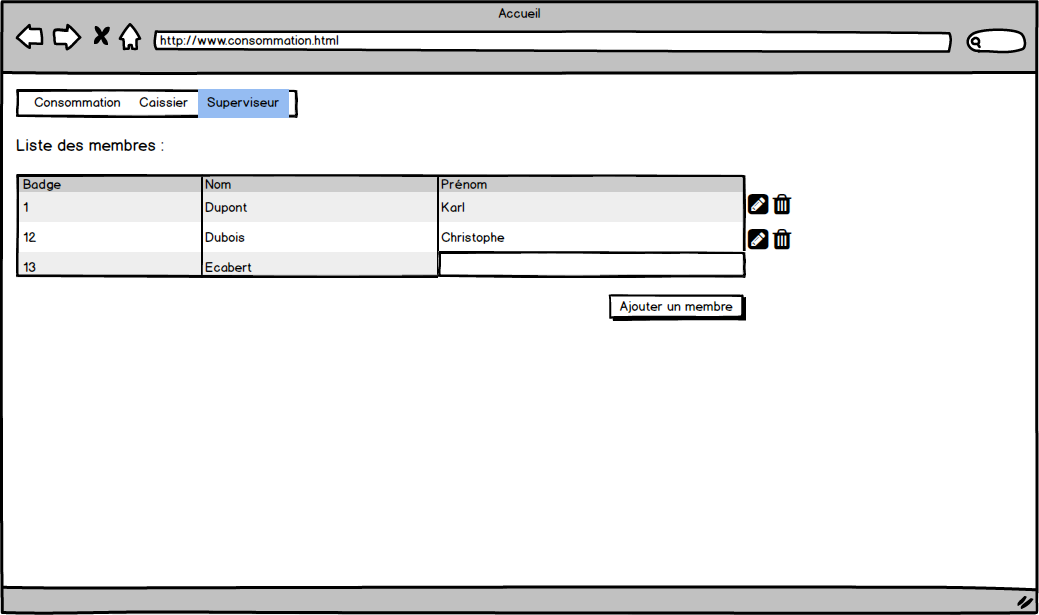 Accueil
http://www.consommation.html
Consommation Caissier Superviseur
Liste des membres :
Badge Nom Prénom
1 Dupont Karl
12 Dubois Christophe
13 Ecabert
Ajouter un membre